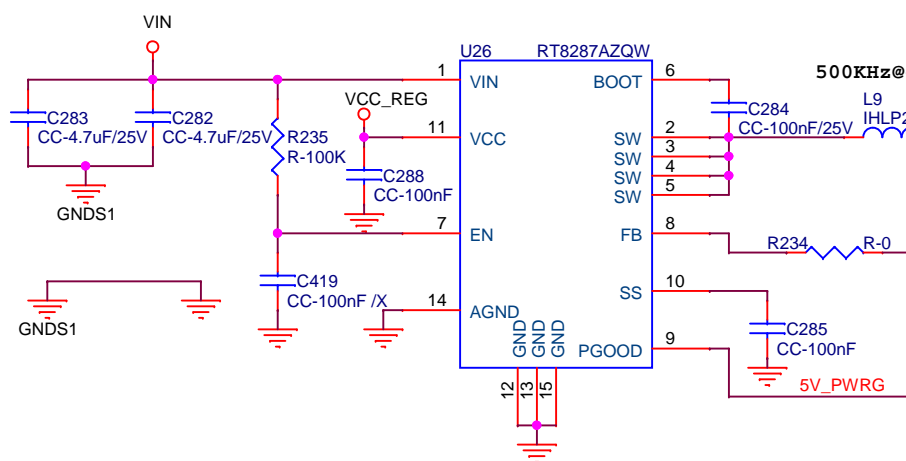 VIN
U26 RT8287AZQW
1 VIN BOOT 6 500KHz@
C283 CC-4.7uF/25V
C282 CC-4.7uF/25V
VCC_REG
C284 CC-100nF/25V
L9
IHLP2
R235
R-100K
11 VCC SW 2
SW 3
SW 4
SW 5
C288
CC-100nF
GNDS1
7 EN FB 8
R234 R-0
C419
CC-100nF /X
SS 10
GNDS1
14 AGND
C285
CC-100nF
GND GND GND PGOOD 9
12 13 15
5V_PWRG